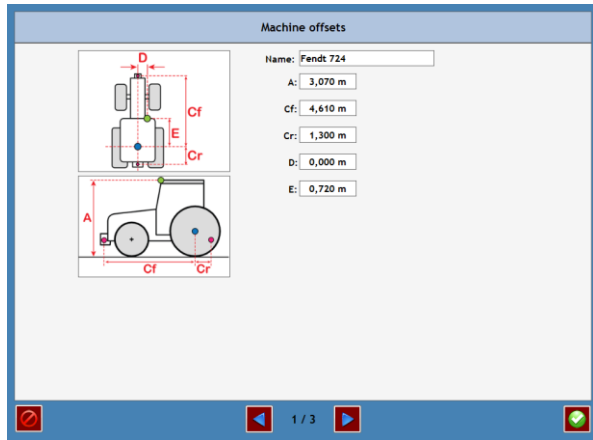 Machine offsets
Name: Fendt 724
A: 3,070 m
Cf: 4,610 m
Cr: 1,300 m
D: 0,000 m
E: 0,720 m
D
Cf
E
Cr
A
Cf Cr
1 / 3